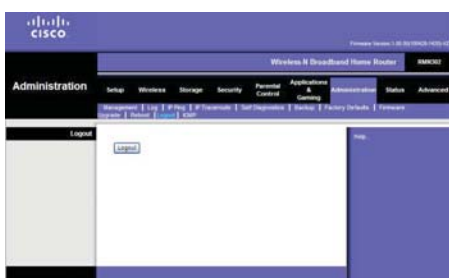 CISCO
Wireless-N Broadband Home Router
Administration
Setup Wireless Storage Security Parental Control Applications & Gaming Administration Status Advanced
Management | Log | IP Ping | IP Traceroute | Self Diagnostics | Backup | Factory Defaults | Firmware
Upgrade | Reboot | Logout |
Logout
Logout
Help...